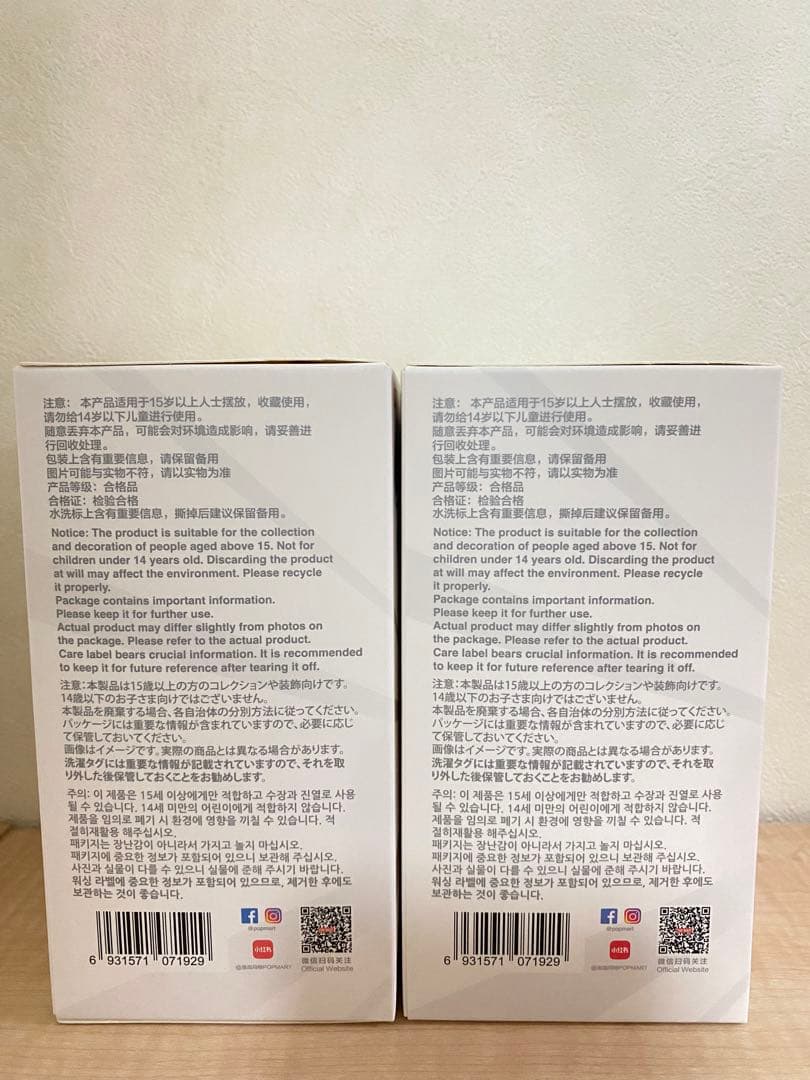 注意： 本产品适用于15岁以上人士摆放，收藏使用，
请勿给14岁以下儿童进行使用。
随意丢弃本产品，可能会对环境造成影响，请妥善进
行回收处理。
包装上含有重要信息，请保留备用
图片可能与实物不符，请以实物为准
产品等级：合格品
合格证：检验合格
水洗标上含有重要信息，撕掉后建议保留备用。
Notice: The product is suitable for the collection
and decoration of people aged above 15. Not for
children under 14 years old. Discarding the product
at will may affect the environment. Please recycle
it properly.
Package contains important information.
Please keep it for further use.
Actual product may differ slightly from photos on
the package. Please refer to the actual product.
Care label bears crucial information. It is recommended
to keep it for future reference after tearing it off.
注意：本製品は15歳以上の方のコレクションや装飾向けです。
14歳以下のお子さま向けではございません。
本製品を廃棄する場合、各自治体の分別方法に従ってください。
パッケージには重要な情報が含まれていますので、必要に応じ
て保管しておいてください。
画像はイメージです。実際の商品とは異なる場合があります。
洗濯タグには重要な情報が記載されていますので、それを取
り外した後保管しておくことをお勧めします。
주의: 이 제품은 15세 이상에게만 적합하고 수장과 진열로 사용
될 수 있습니다. 14세 미만의 어린이에게 적합하지 않습니다.
제품을 임의로 폐기 시 환경에 영향을 끼칠 수 있습니다. 적
절히재활용 해주십시오.
패키지는 장난감이 아니라서 가지고 놀지 마십시오.
패키지에 중요한 정보가 포함되어 있으니 보관해 주십시오.
사진과 실물이 다를 수 있으니 실물에 준해 주시기 바랍니다.
워싱 라벨에 중요한 정보가 포함되어 있으므로, 제거한 후에도
보관하는 것이 좋습니다.
6 931571 071929
@popmart
小红书
@泡泡玛特POPMART
微信扫码关注
Official Website
注意： 本产品适用于15岁以上人士摆放，收藏使用，
请勿给14岁以下儿童进行使用。
随意丢弃本产品，可能会对环境造成影响，请妥善进
行回收处理。
包装上含有重要信息，请保留备用
图片可能与实物不符，请以实物为准
产品等级：合格品
合格证：检验合格
水洗标上含有重要信息，撕掉后建议保留备用。
Notice: The product is suitable for the collection
and decoration of people aged above 15. Not for
children under 14 years old. Discarding the product
at will may affect the environment. Please recycle
it properly.
Package contains important information.
Please keep it for further use.
Actual product may differ slightly from photos on
the package. Please refer to the actual product.
Care label bears crucial information. It is recommended
to keep it for future reference after tearing it off.
注意：本製品は15歳以上の方のコレクションや装飾向けです。
14歳以下のお子さま向けではございません。
本製品を廃棄する場合、各自治体の分別方法に従ってください。
パッケージには重要な情報が含まれていますので、必要に応じ
て保管しておいてください。
画像はイメージです。実際の商品とは異なる場合があります。
洗濯タグには重要な情報が記載されていますので、それを取
り外した後保管しておくことをお勧めします。
주의: 이 제품은 15세 이상에게만 적합하고 수장과 진열로 사용
될 수 있습니다. 14세 미만의 어린이에게 적합하지 않습니다.
제품을 임의로 폐기 시 환경에 영향을 끼칠 수 있습니다. 적
절히재활용 해주십시오.
패키지는 장난감이 아니라서 가지고 놀지 마십시오.
패키지에 중요한 정보가 포함되어 있으니 보관해 주십시오.
사진과 실물이 다를 수 있으니 실물에 준해 주시기 바랍니다.
워싱 라벨에 중요한 정보가 포함되어 있으므로, 제거한 후에도
보관하는 것이 좋습니다.
6 931571 071929
@popmart
小红书
@泡泡玛特POPMART
微信扫码关注
Official Website